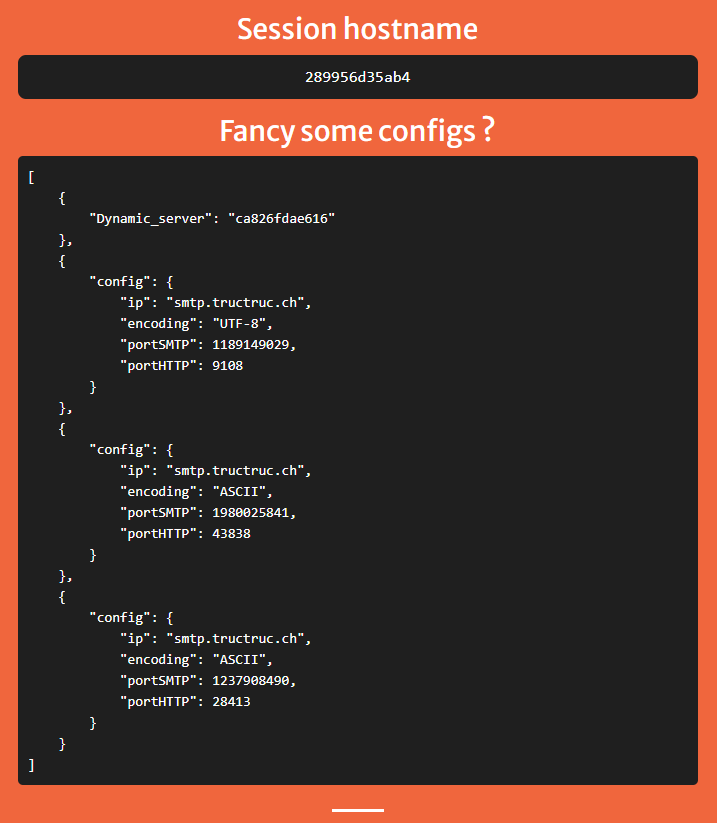 Session hostname
289956d35ab4
Fancy some configs ?
[
    {
        "Dynamic_server": "ca826fdae616"
    },
    {
        "config": {
            "ip": "smtp.tructruc.ch",
            "encoding": "UTF-8",
            "portSMTP": 1189149029,
            "portHTTP": 9108
        }
    },
    {
        "config": {
            "ip": "smtp.tructruc.ch",
            "encoding": "ASCII",
            "portSMTP": 1980025841,
            "portHTTP": 43838
        }
    },
    {
        "config": {
            "ip": "smtp.tructruc.ch",
            "encoding": "ASCII",
            "portSMTP": 1237908490,
            "portHTTP": 28413
        }
    }
]